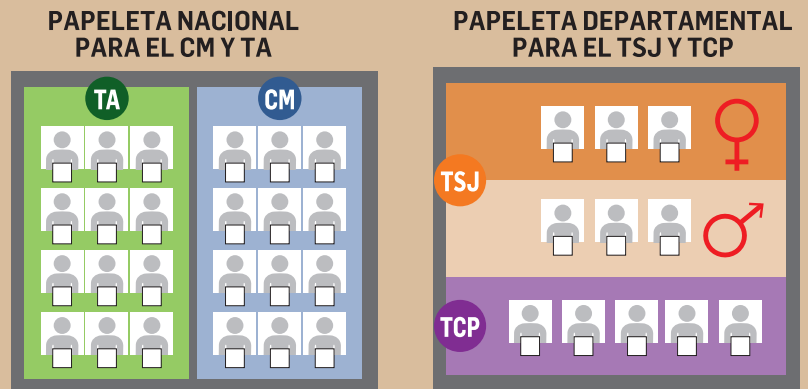 PAPELETA NACIONAL
PARA EL CM Y TA
TA
CM
PAPELETA DEPARTAMENTAL
PARA EL TSJ Y TCP
TSJ
TCP